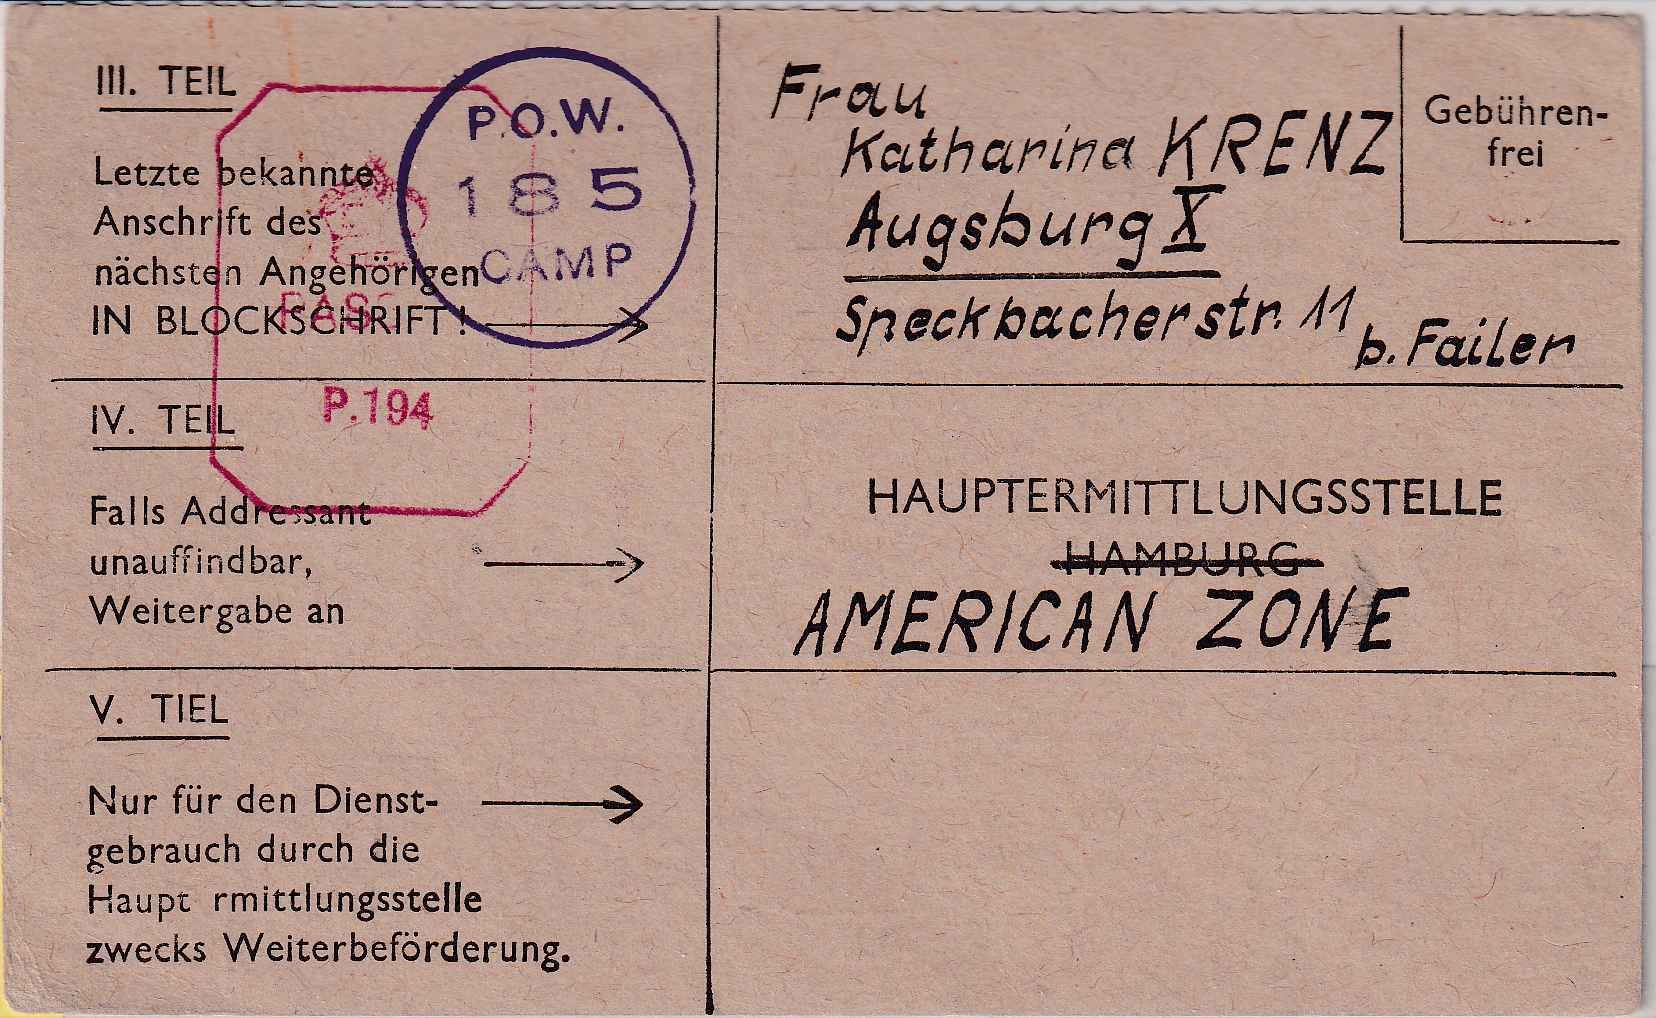 III. TEIL
Letzte bekannte
Anschrift des
nächsten Angehörigen
IN BLOCKSCHRIFT!
P.O.W.
185
CAMP
P.194
Frau
Katharina KRENZ
Augsburg X
Speckbacherstr. 11
b. Failer
Gebühren-
frei
IV. TEIL
Falls Addressant
unauffindbar,
Weitergabe an
HAUPTERMITTLUNGSSTELLE
HAMBURG
AMERICAN ZONE
V. TIEL
Nur für den Dienst-
gebrauch durch die
Haupt rmittlungsstelle
zwecks Weiterbeförderung.